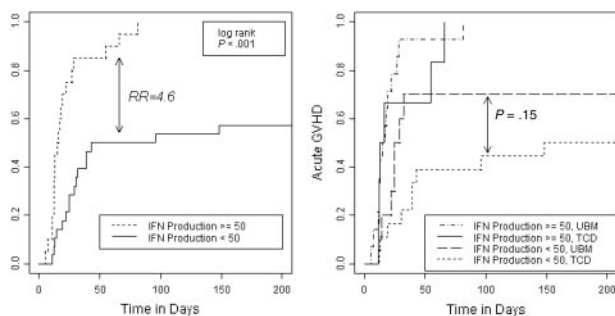 log rank
P < .001
RR=4.6
IFN Production >= 50
IFN Production < 50
0.0 0.2 0.4 0.6 0.8 1.0
0 50 100 150 200
Time in Days
Acute GVHD
P = .15
IFN Production >= 50, UBM
IFN Production >= 50, TCD
IFN Production < 50, UBM
IFN Production < 50, TCD
0.0 0.2 0.4 0.6 0.8 1.0
0 50 100 150 200
Time in Days